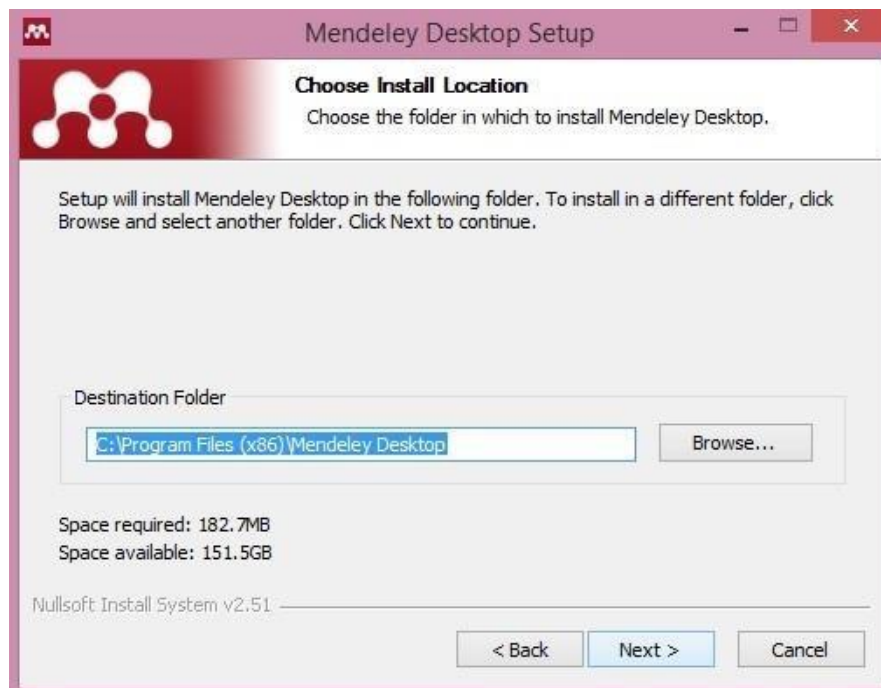 Mendeley Desktop Setup
Choose Install Location
Choose the folder in which to install Mendeley Desktop.
Setup will install Mendeley Desktop in the following folder. To install in a different folder, click
Browse and select another folder. Click Next to continue.
Destination Folder
C:\Program Files (x86)\Mendeley Desktop
Browse...
Space required: 182.7MB
Space available: 151.5GB
Nullsoft Install System v2.51
< Back
Next >
Cancel